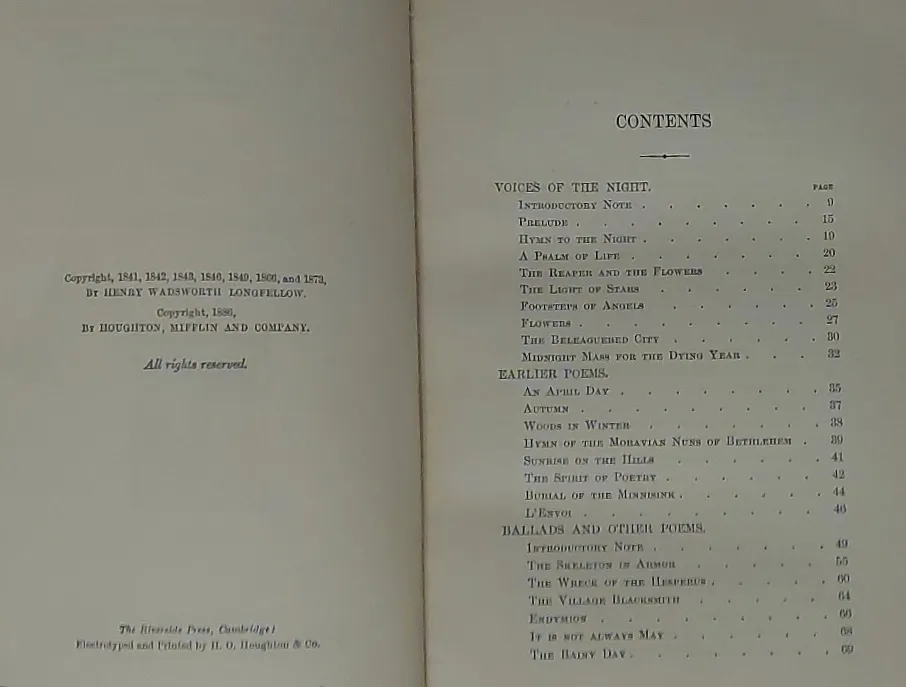 Copyright, 1841, 1842, 1843, 1846, 1849, 1866, and 1873,
BY HENRY WADSWORTH LONGFELLOW.
Copyright, 1886,
BY HOUGHTON, MIFFLIN AND COMPANY.
All rights reserved.
The Riverside Press, Cambridge:
Electrotyped and Printed by H. O. Houghton & Co.
CONTENTS
VOICES OF THE NIGHT. PAGE
INTRODUCTORY NOTE . . . . . . . 9
PRELUDE . . . . . . . . . 15
HYMN TO THE NIGHT . . . . . . . 19
A PSALM OF LIFE . . . . . . . 20
THE REAPER AND THE FLOWERS . . . . 22
THE LIGHT OF STARS . . . . . . 23
FOOTSTEPS OF ANGELS . . . . . . 25
FLOWERS . . . . . . . . . 27
THE BELEAGUERED CITY . . . . . . 30
MIDNIGHT MASS FOR THE DYING YEAR . . . 32
EARLIER POEMS.
AN APRIL DAY . . . . . . . . 35
AUTUMN . . . . . . . . . 37
WOODS IN WINTER . . . . . . . 38
HYMN OF THE MORAVIAN NUNS OF BETHLEHEM . 39
SUNRISE ON THE HILLS . . . . . . 41
THE SPIRIT OF POETRY . . . . . . 42
BURIAL OF THE MINNISINK . . . . . . 44
L'ENVOI . . . . . . . . . 46
BALLADS AND OTHER POEMS.
INTRODUCTORY NOTE . . . . . . . 49
THE SKELETON IN ARMOR . . . . . . 55
THE WRECK OF THE HESPERUS . . . . . 60
THE VILLAGE BLACKSMITH . . . . . . 64
ENDYMION . . . . . . . . . 66
IT IS NOT ALWAYS MAY . . . . . . 68
THE RAINY DAY . . . . . . . . 69